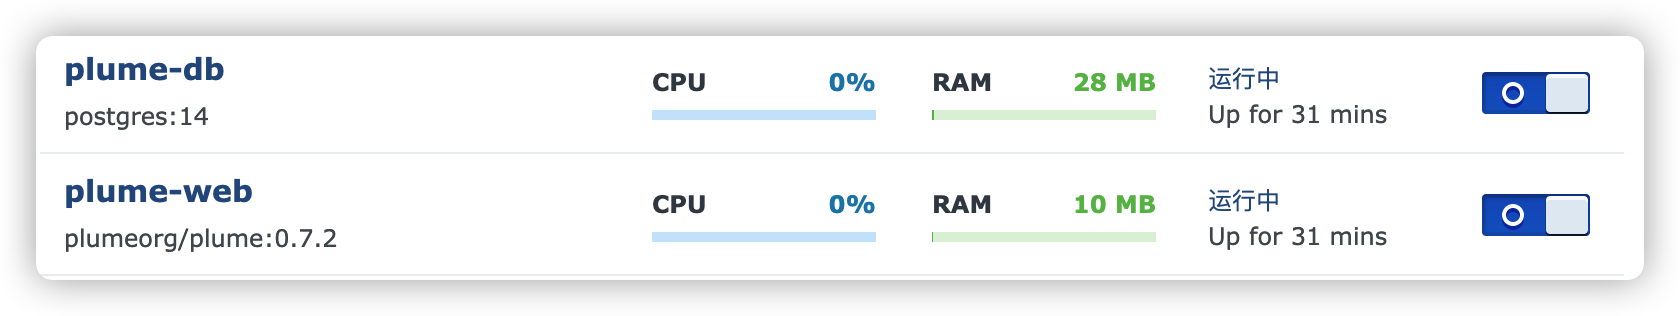 plume-db
postgres:14
CPU 0%
RAM 28 MB
运行中
Up for 31 mins
plume-web
plumeorg/plume:0.7.2
CPU 0%
RAM 10 MB
运行中
Up for 31 mins